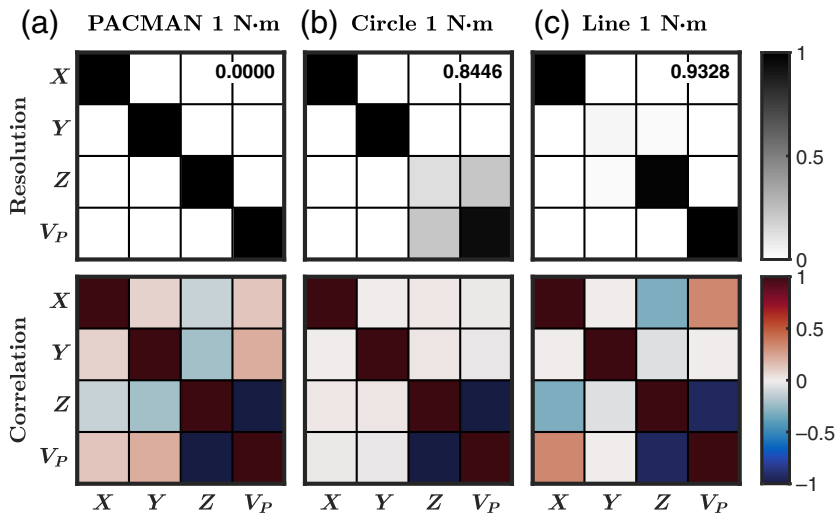 (a) PACMAN 1 N·m (b) Circle 1 N·m (c) Line 1 N·m
Resolution
X
Y
Z
V_P
0.0000
0.8446
0.9328
1
0.5
0
Correlation
X
Y
Z
V_P
X Y Z V_P
X Y Z V_P
X Y Z V_P
1
0.5
0
−0.5
−1